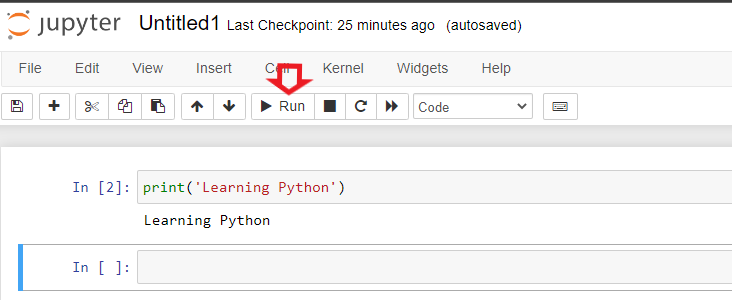 jupyter Untitled1 Last Checkpoint: 25 minutes ago (autosaved)
File Edit View Insert Cell Kernel Widgets Help
Run Code
In [2]: print('Learning Python')
Learning Python
In [ ]: